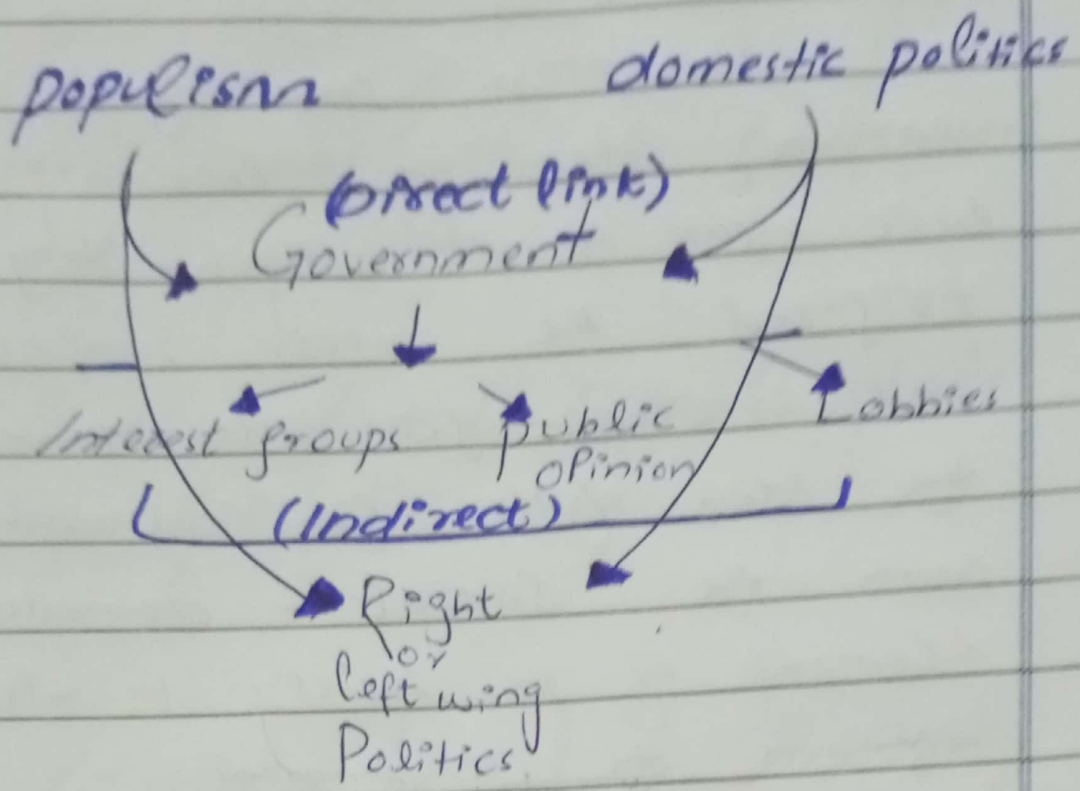 populism domestic politics
(Direct link)
Government
Interest groups public opinion Lobbies
(Indirect)
Right
or
left wing
Politics